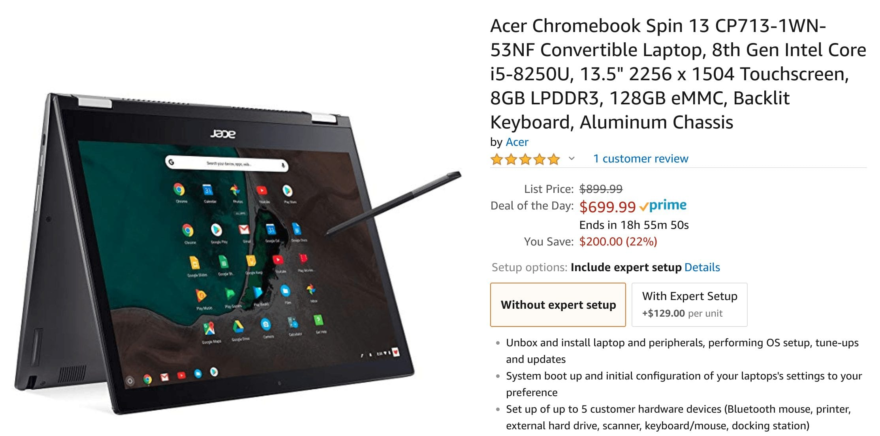 Acer Chromebook Spin 13 CP713-1WN-
53NF Convertible Laptop, 8th Gen Intel Core
i5-8250U, 13.5" 2256 x 1504 Touchscreen,
8GB LPDDR3, 128GB eMMC, Backlit
Keyboard, Aluminum Chassis
by Acer
1 customer review
List Price: $899.99
Deal of the Day: $699.99 prime
Ends in 18h 55m 50s
You Save: $200.00 (22%)
Setup options: Include expert setup Details
Without expert setup
With Expert Setup
+$129.00 per unit
Unbox and install laptop and peripherals, performing OS setup, tune-ups
and updates
System boot up and initial configuration of your laptops's settings to your
preference
Set up of up to 5 customer hardware devices (Bluetooth mouse, printer,
external hard drive, scanner, keyboard/mouse, docking station)
acer